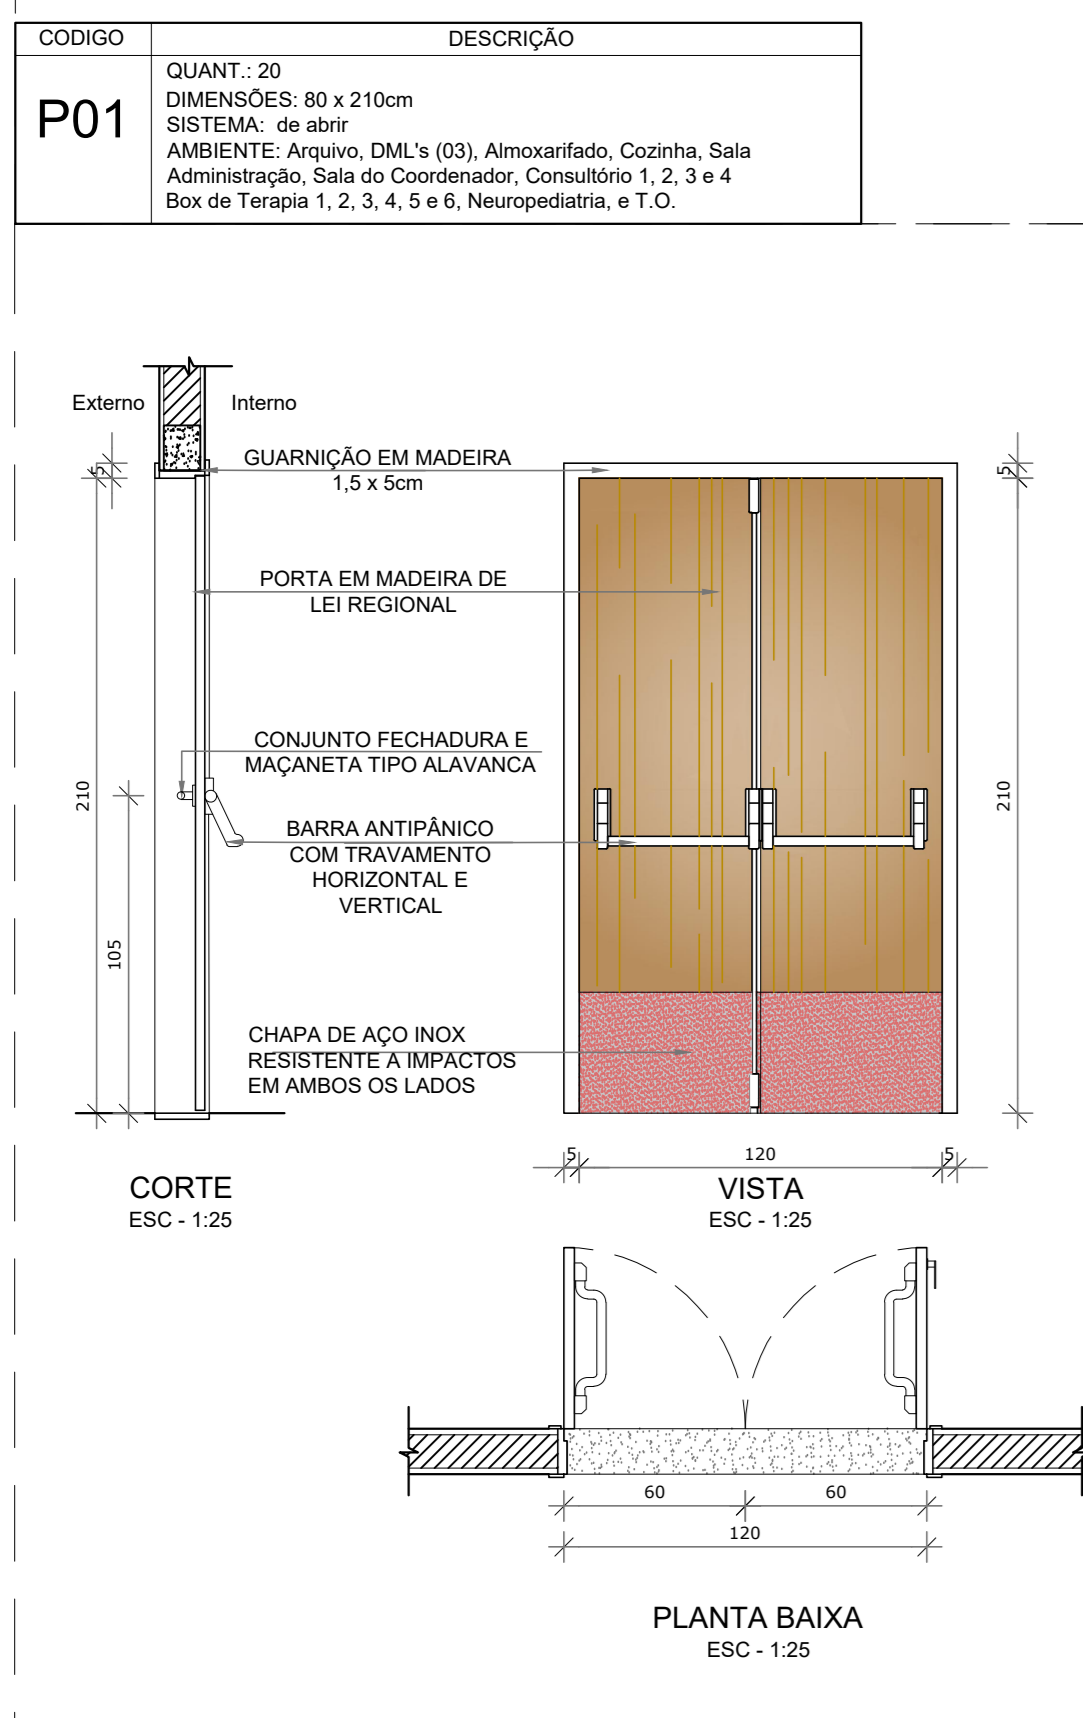 CODIGO
DESCRIÇÃO
P01
QUANT.: 20
DIMENSÕES: 80 x 210cm
SISTEMA: de abrir
AMBIENTE: Arquivo, DML's (03), Almoxarifado, Cozinha, Sala
Administração, Sala do Coordenador, Consultório 1, 2, 3 e 4
Box de Terapia 1, 2, 3, 4, 5 e 6, Neuropediatria, e T.O.
Externo
Interno
GUARNIÇÃO EM MADEIRA
1,5 x 5cm
5
5
PORTA EM MADEIRA DE
LEI REGIONAL
CONJUNTO FECHADURA E
MAÇANETA TIPO ALAVANCA
210
210
BARRA ANTIPÂNICO
COM TRAVAMENTO
HORIZONTAL E
VERTICAL
105
CHAPA DE AÇO INOX
RESISTENTE A IMPACTOS
EM AMBOS OS LADOS
5
120
5
CORTE
ESC - 1:25
VISTA
ESC - 1:25
60
60
120
PLANTA BAIXA
ESC - 1:25